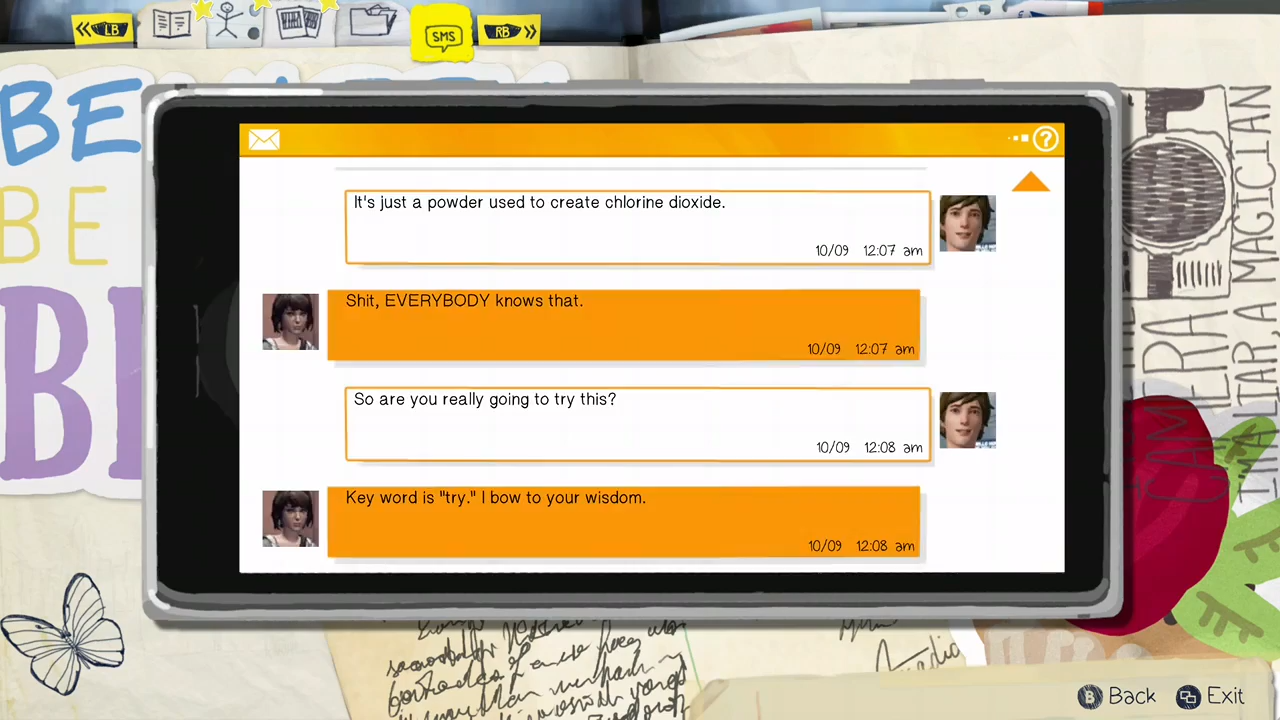 LB
SMS
RB
BE
BE
It's just a powder used to create chlorine dioxide.
10/09 12:07 am
Shit, EVERYBODY knows that.
10/09 12:07 am
So are you really going to try this?
10/09 12:08 am
Key word is "try." I bow to your wisdom.
10/09 12:08 am
CAMERA
LIAR, A MAGICIAN
Back
Exit